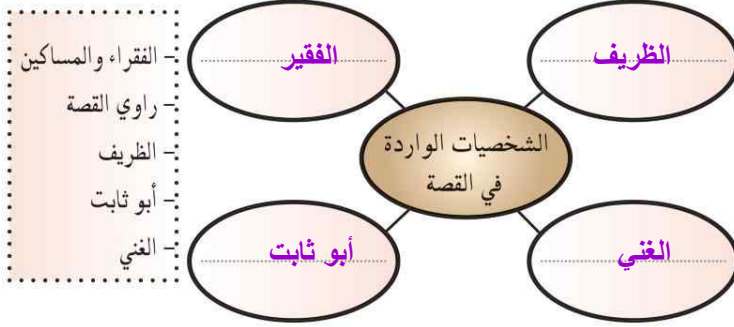 الظريف
الفقير
الشخصيات الواردة
في القصة
الغني
أبو ثابت
- الفقراء والمساكين
- راوي القصة
- الظريف
- أبو ثابت
- الغني